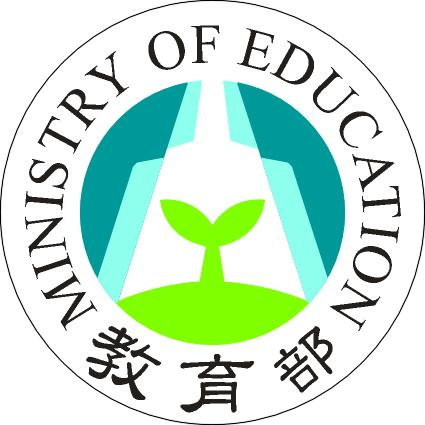 MINISTRY OF EDUCATION
教育部